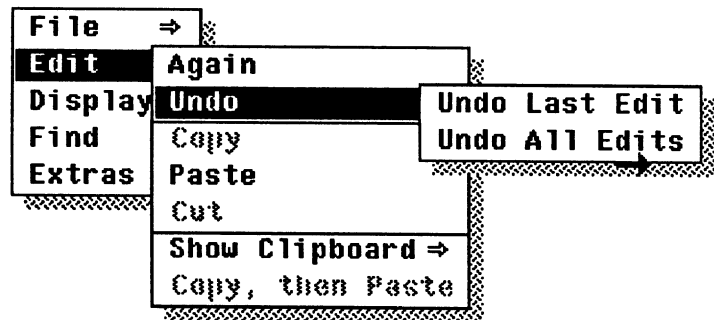 File ⇒
Edit
Display
Find
Extras
Again
Undo
Copy
Paste
Cut
Show Clipboard ⇒
Copy, then Paste
Undo Last Edit
Undo All Edits